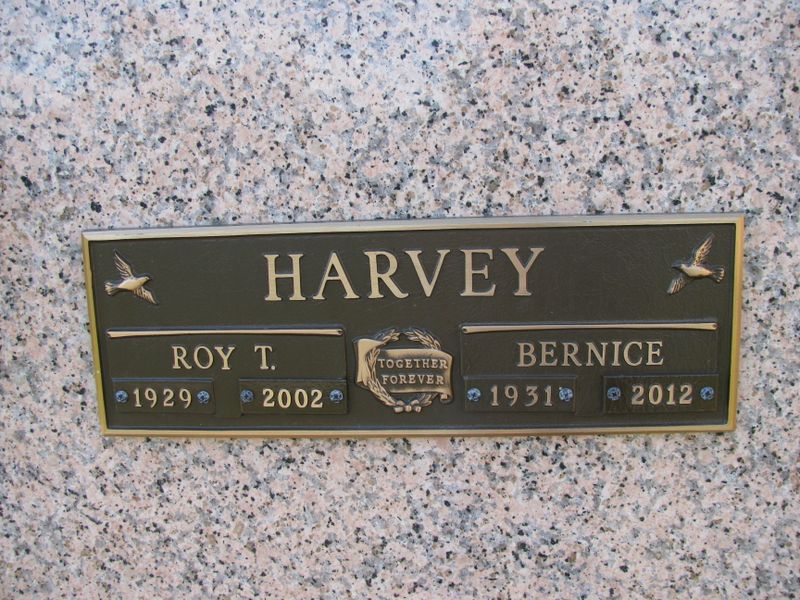 HARVEY
ROY T.
1929 2002
TOGETHER
FOREVER
BERNICE
1931 2012